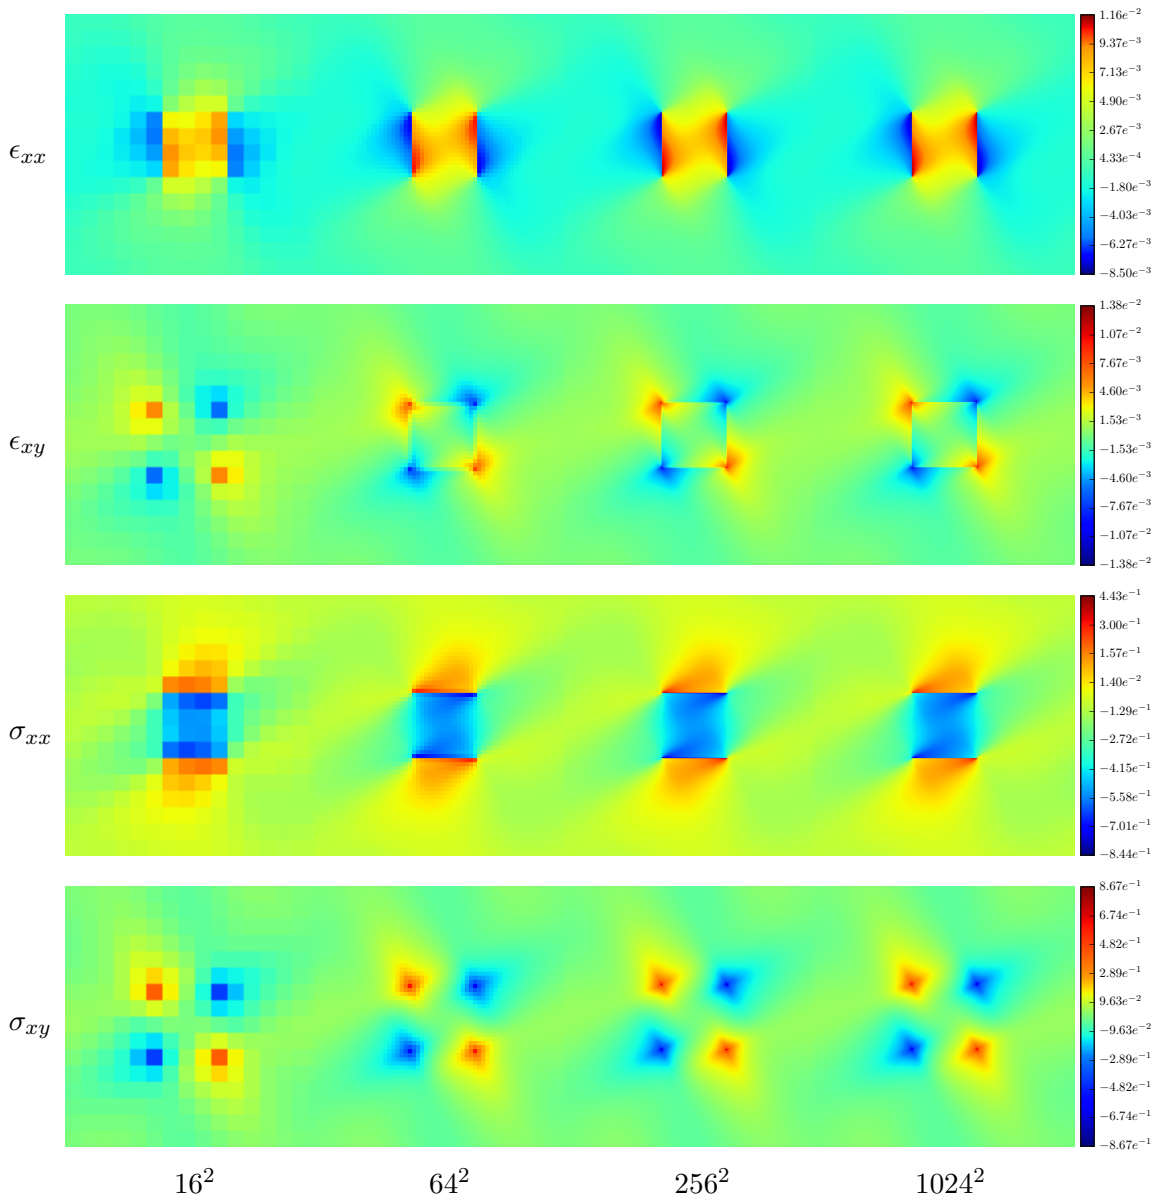 ϵxx
1.16e⁻²
9.37e⁻³
7.13e⁻³
4.90e⁻³
2.67e⁻³
4.33e⁻⁴
−1.80e⁻³
−4.03e⁻³
−6.27e⁻³
−8.50e⁻³
ϵxy
1.38e⁻²
1.07e⁻²
7.67e⁻³
4.60e⁻³
1.53e⁻³
−1.53e⁻³
−4.60e⁻³
−7.67e⁻³
−1.07e⁻²
−1.38e⁻²
σxx
4.43e⁻¹
3.00e⁻¹
1.57e⁻¹
1.40e⁻²
−1.29e⁻¹
−2.72e⁻¹
−4.15e⁻¹
−5.58e⁻¹
−7.01e⁻¹
−8.44e⁻¹
σxy
8.67e⁻¹
6.74e⁻¹
4.82e⁻¹
2.89e⁻¹
9.63e⁻²
−9.63e⁻²
−2.89e⁻¹
−4.82e⁻¹
−6.74e⁻¹
−8.67e⁻¹
16² 64² 256² 1024²